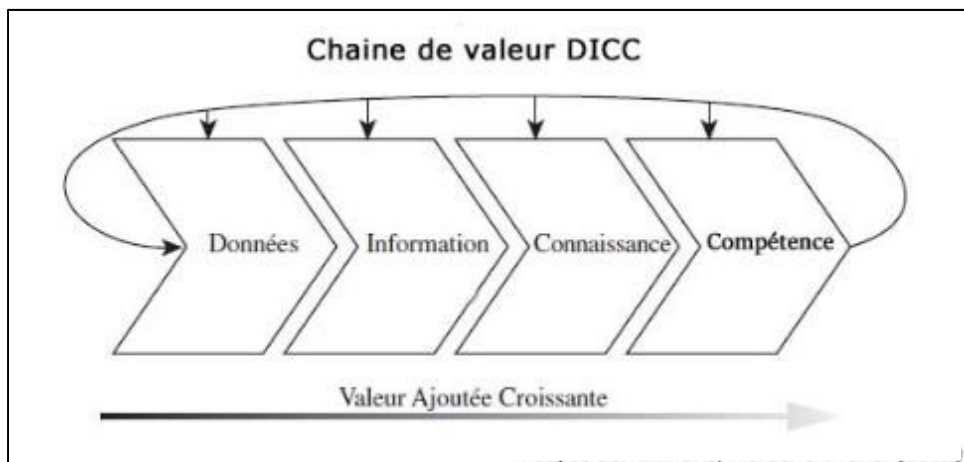 Chaine de valeur DICC
Données
Information
Connaissance
Compétence
Valeur Ajoutée Croissante